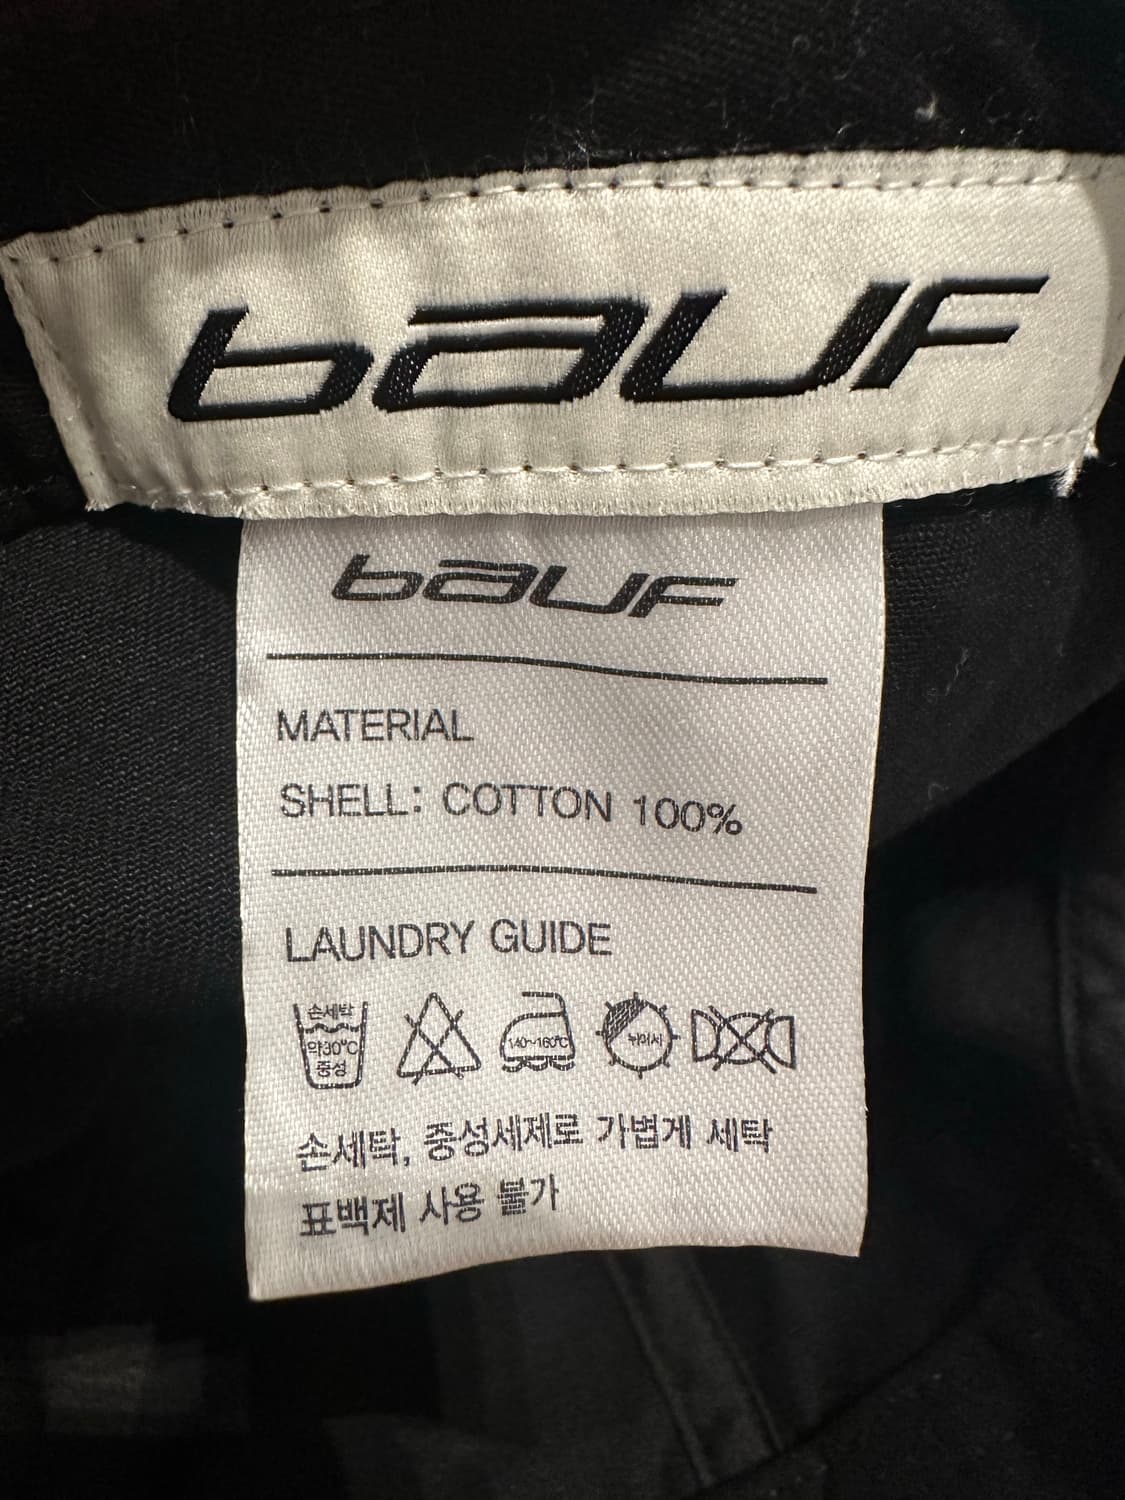 bauf
bauf
MATERIAL
SHELL: COTTON 100%
LAUNDRY GUIDE
손세탁
약30°C
중성
140~160°C
뉘어서
손세탁, 중성세제로 가볍게 세탁
표백제 사용 불가